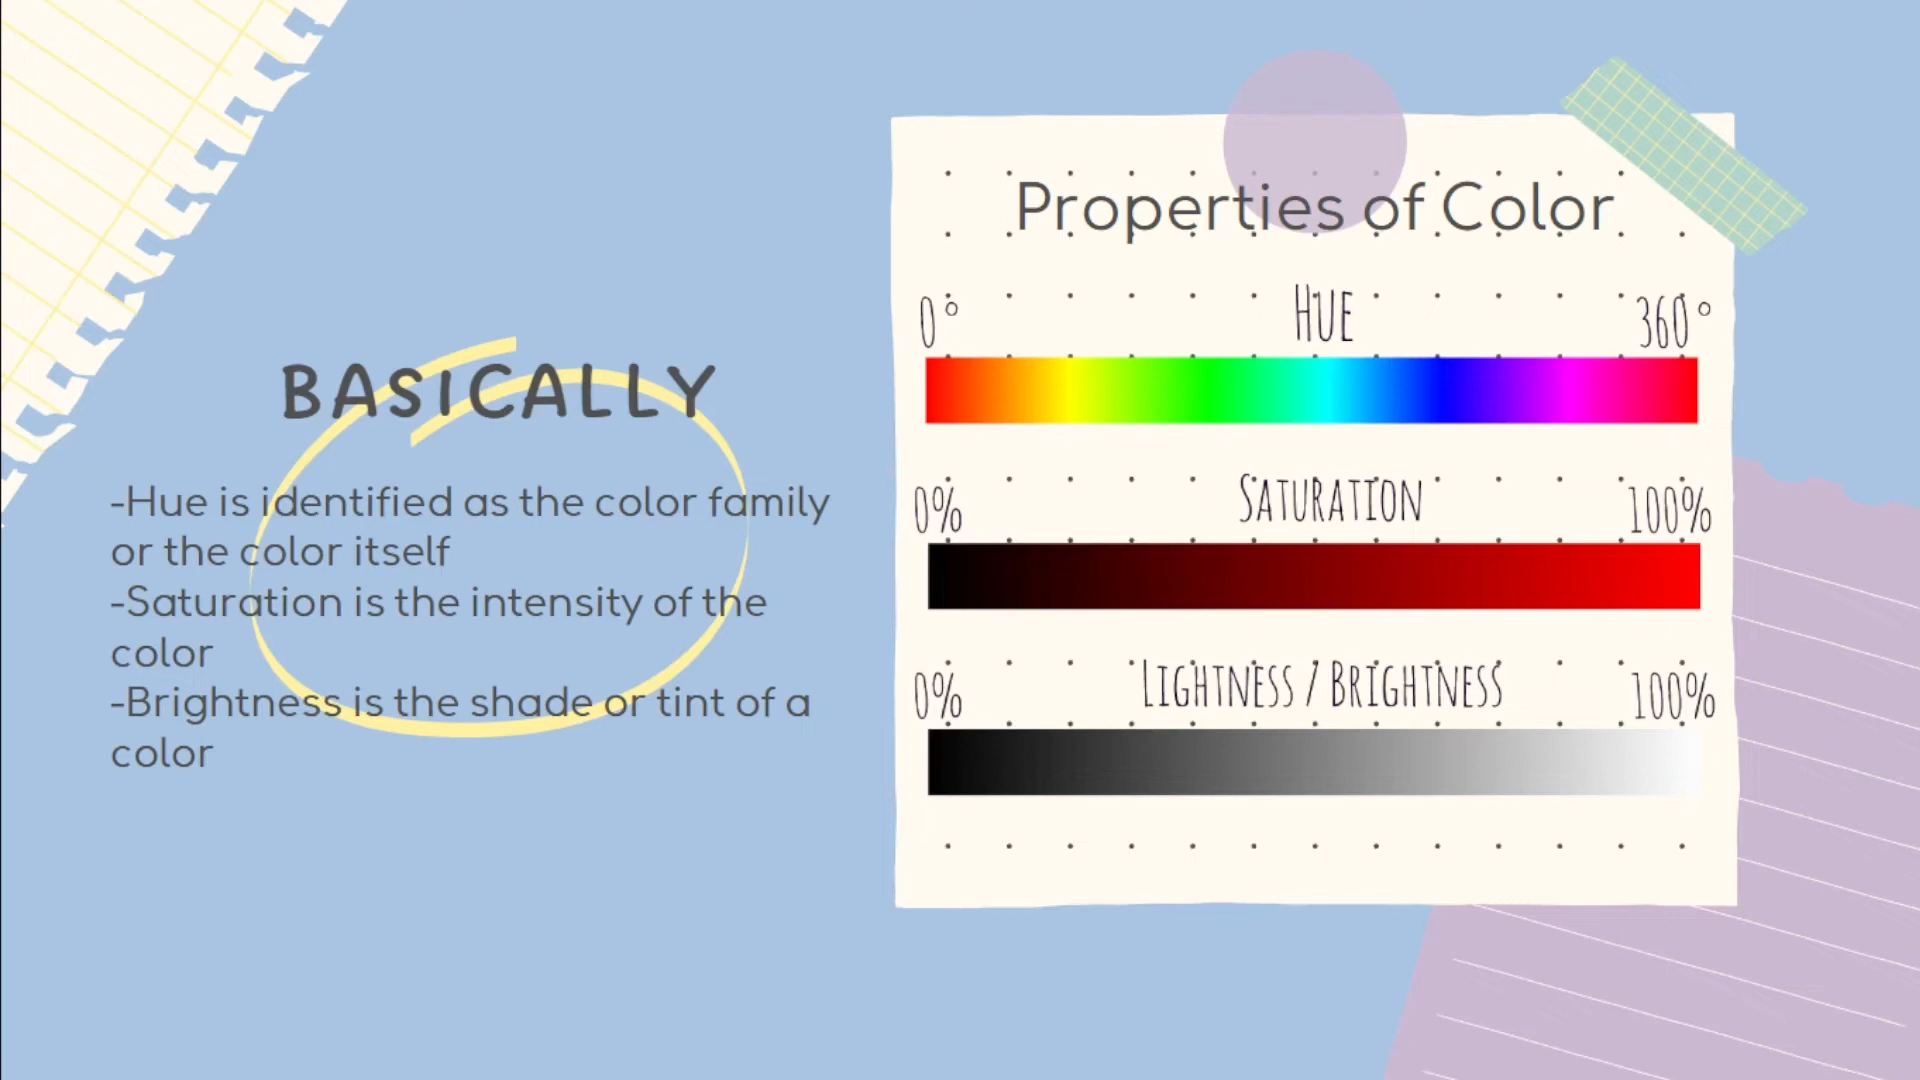 BASICALLY
-Hue is identified as the color family
or the color itself
-Saturation is the intensity of the
color
-Brightness is the shade or tint of a
color
Properties of Color
0° HUE 360°
0% SATURATION 100%
0% LIGHTNESS / BRIGHTNESS 100%